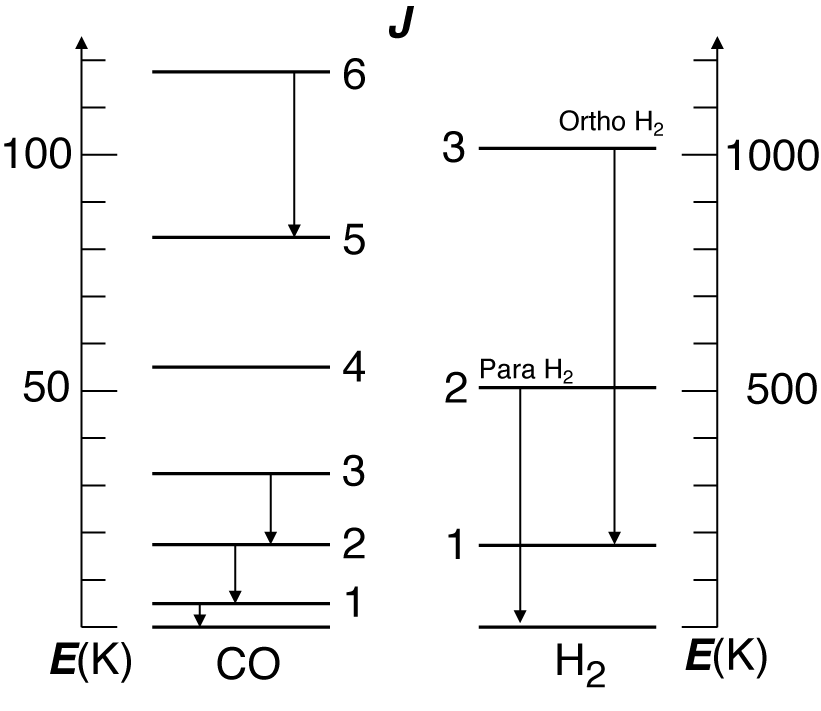 J
6
Ortho H₂
100
3
1000
5
4
Para H₂
50
2
500
3
2
1
1
E(K)
CO
H₂
E(K)